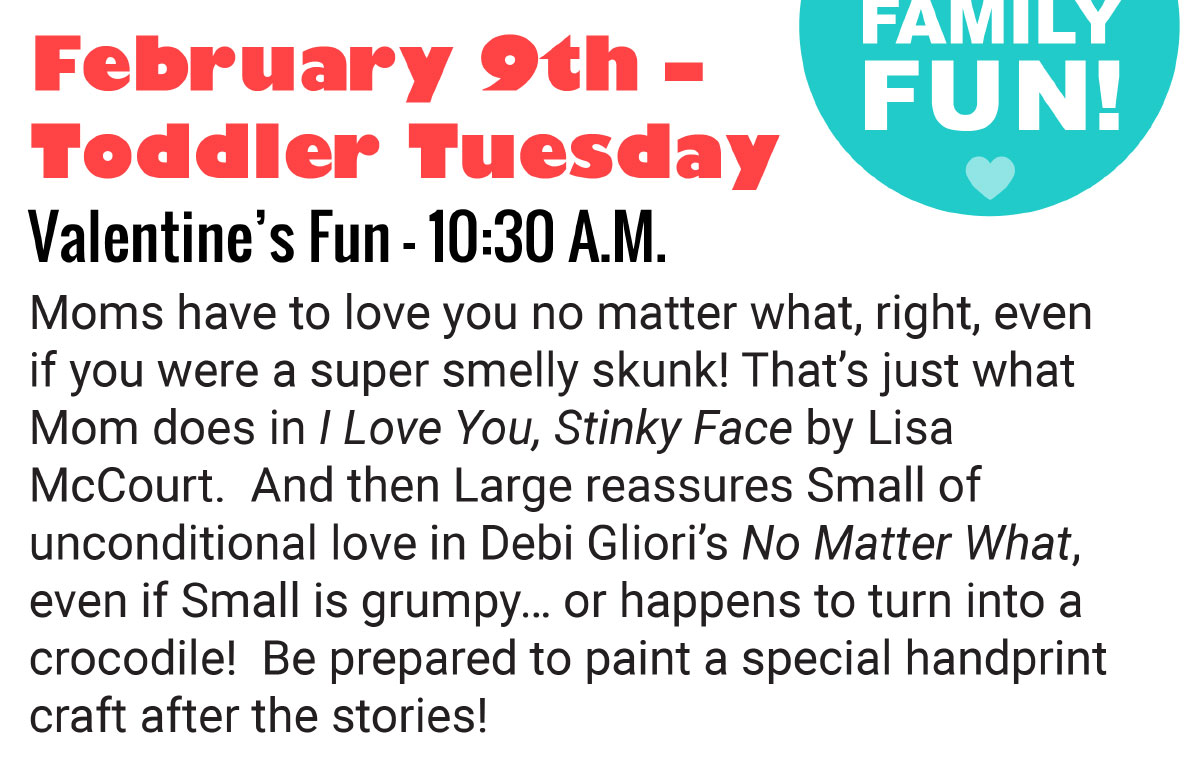 FAMILY
FUN!
February 9th –
Toddler Tuesday
Valentine’s Fun - 10:30 A.M.
Moms have to love you no matter what, right, even
if you were a super smelly skunk! That’s just what
Mom does in I Love You, Stinky Face by Lisa
McCourt.  And then Large reassures Small of
unconditional love in Debi Gliori’s No Matter What,
even if Small is grumpy… or happens to turn into a
crocodile!  Be prepared to paint a special handprint
craft after the stories!